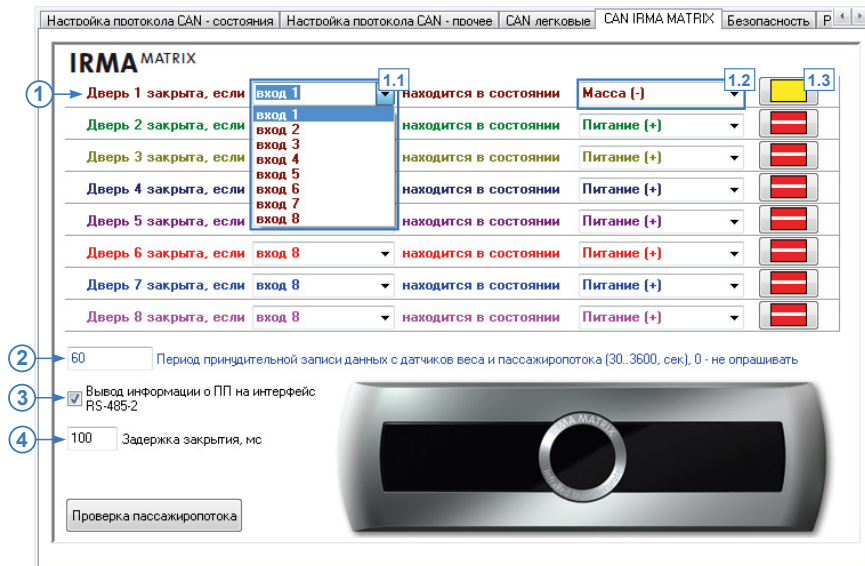 Настройка протокола CAN - состояния Настройка протокола CAN - прочее CAN легковые CAN IRMA MATRIX Безопасность Р
IRMA MATRIX
1 Дверь 1 закрыта, если вход 1 1.1 находится в состоянии Масса (-) 1.2 1.3
вход 1
Дверь 2 закрыта, если вход 2 находится в состоянии Питание (+)
вход 3
Дверь 3 закрыта, если вход 4 находится в состоянии Питание (+)
вход 5
Дверь 4 закрыта, если вход 6 находится в состоянии Питание (+)
вход 7
Дверь 5 закрыта, если вход 8 находится в состоянии Питание (+)
Дверь 6 закрыта, если вход 8 находится в состоянии Питание (+)
Дверь 7 закрыта, если вход 8 находится в состоянии Питание (+)
Дверь 8 закрыта, если вход 8 находится в состоянии Питание (+)
2 60 Период принудительной записи данных с датчиков веса и пассажиропотока (30..3600, сек), 0 - не опрашивать
3 Вывод информации о ПП на интерфейс
RS-485-2
4 100 Задержка закрытия, мс
IRMA MATRIX
Проверка пассажиропотока